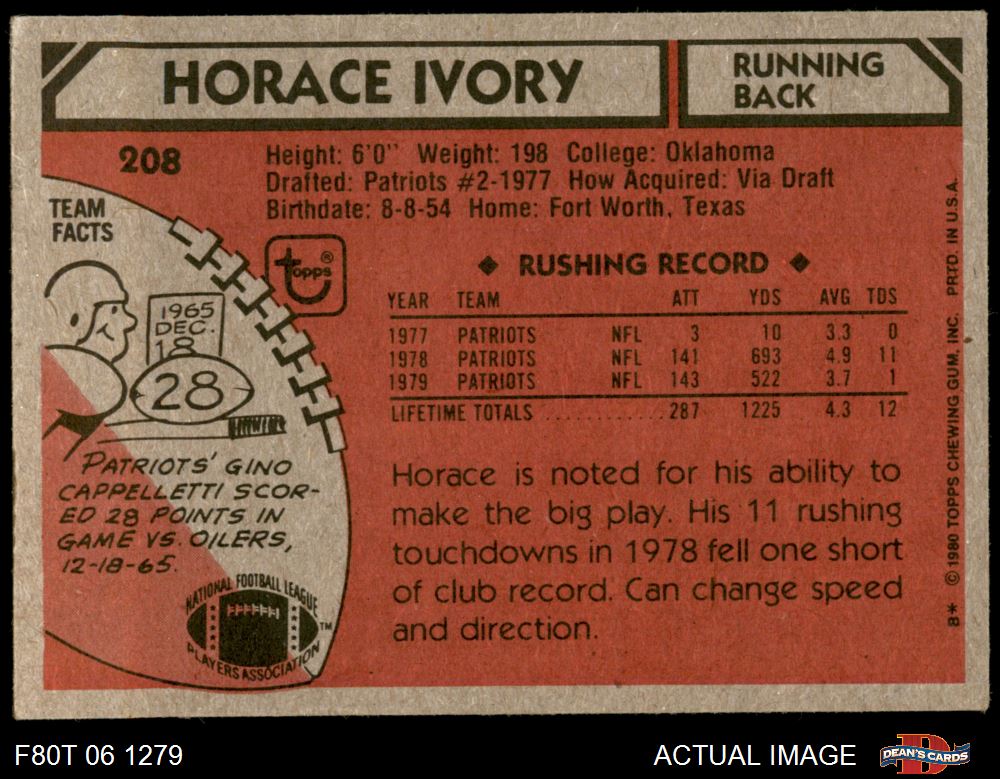 HORACE IVORY
RUNNING
BACK
208
Height: 6'0" Weight: 198 College: Oklahoma
Drafted: Patriots #2-1977 How Acquired: Via Draft
Birthdate: 8-8-54 Home: Fort Worth, Texas
TEAM
FACTS
1965
DEC.
18
28
PATRIOTS' GINO
CAPPELLETTI SCOR-
ED 28 POINTS IN
GAME VS. OILERS,
12-18-65.
NATIONAL FOOTBALL LEAGUE
PLAYERS ASSOCIATION
TM
topps®
◆ RUSHING RECORD ◆
YEAR TEAM ATT YDS AVG TDS
1977 PATRIOTS NFL 3 10 3.3 0
1978 PATRIOTS NFL 141 693 4.9 11
1979 PATRIOTS NFL 143 522 3.7 1
LIFETIME TOTALS ............ 287 1225 4.3 12
Horace is noted for his ability to
make the big play. His 11 rushing
touchdowns in 1978 fell one short
of club record. Can change speed
and direction.
8* © 1980 TOPPS CHEWING GUM, INC. PRTD. IN U.S.A.
F80T 06 1279
ACTUAL IMAGE
D
DEAN'S CARDS